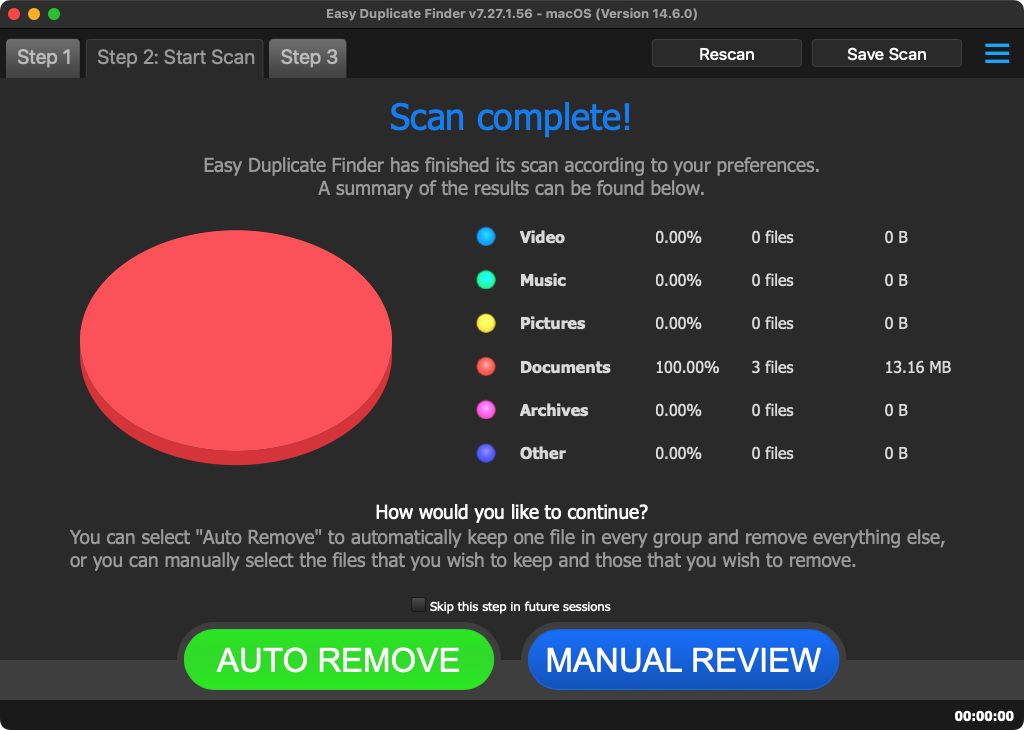 Easy Duplicate Finder v7.27.1.56 - macOS (Version 14.6.0)
Step 1 Step 2: Start Scan Step 3 Rescan Save Scan
Scan complete!
Easy Duplicate Finder has finished its scan according to your preferences.
A summary of the results can be found below.
Video 0.00% 0 files 0 B
Music 0.00% 0 files 0 B
Pictures 0.00% 0 files 0 B
Documents 100.00% 3 files 13.16 MB
Archives 0.00% 0 files 0 B
Other 0.00% 0 files 0 B
How would you like to continue?
You can select "Auto Remove" to automatically keep one file in every group and remove everything else,
or you can manually select the files that you wish to keep and those that you wish to remove.
Skip this step in future sessions
AUTO REMOVE MANUAL REVIEW
00:00:00